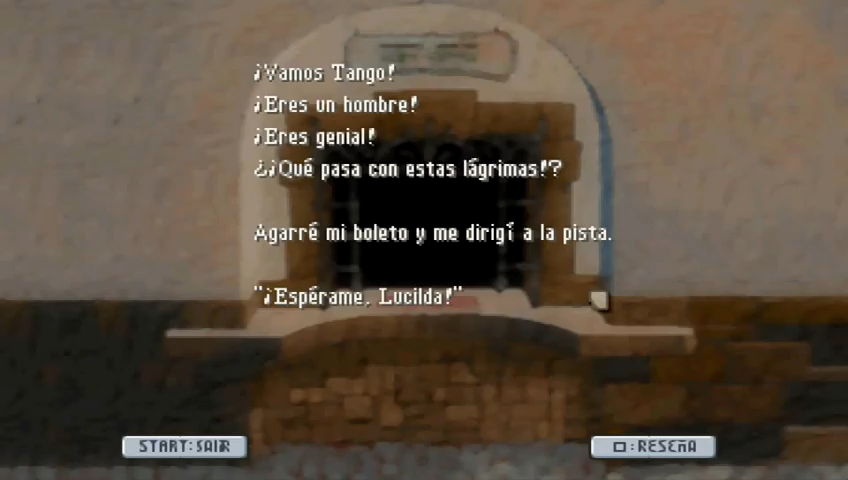 ¡Vamos Tango!
¡Eres un hombre!
¡Eres genial!
¿¡Qué pasa con estas lágrimas!?
Agarré mi boleto y me dirigí a la pista.
"¡Espérame, Lucilda!"
START:SAIR
□:RESEÑA